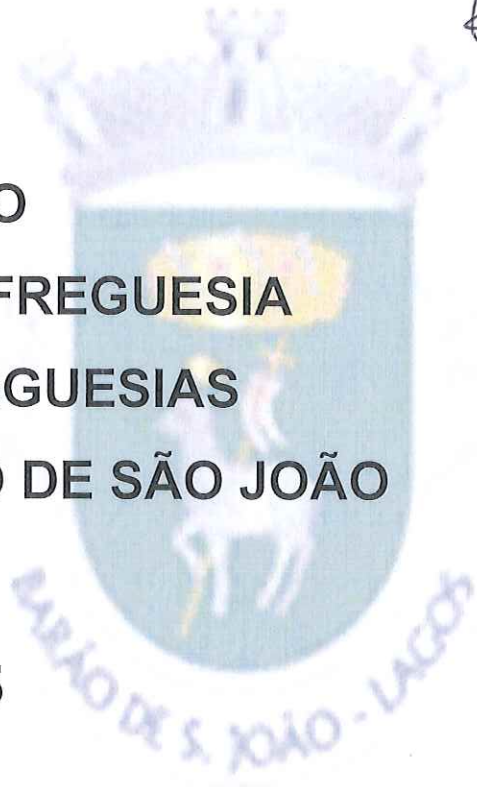 O
FREGUESIA
GUESIAS
DE SÃO JOÃO
BARÃO DE S. JOÃO - LAGOS